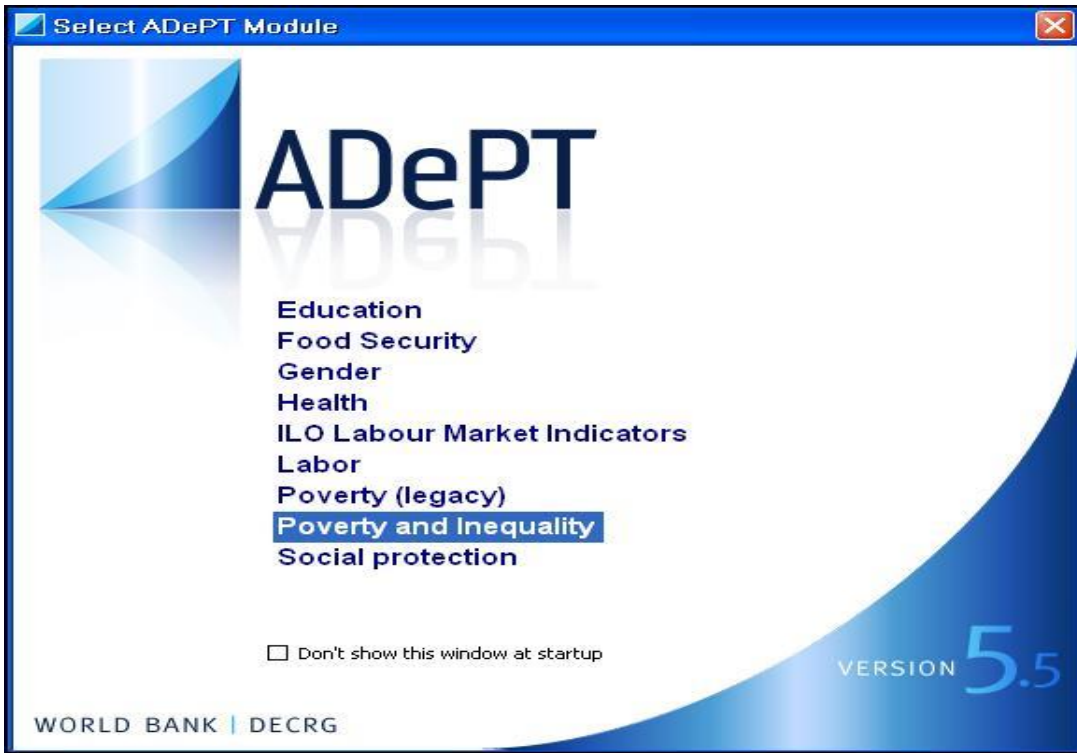 Select ADePT Module
ADePT
Education
Food Security
Gender
Health
ILO Labour Market Indicators
Labor
Poverty (legacy)
Poverty and Inequality
Social protection
Don't show this window at startup
VERSION 5.5
WORLD BANK | DECRG